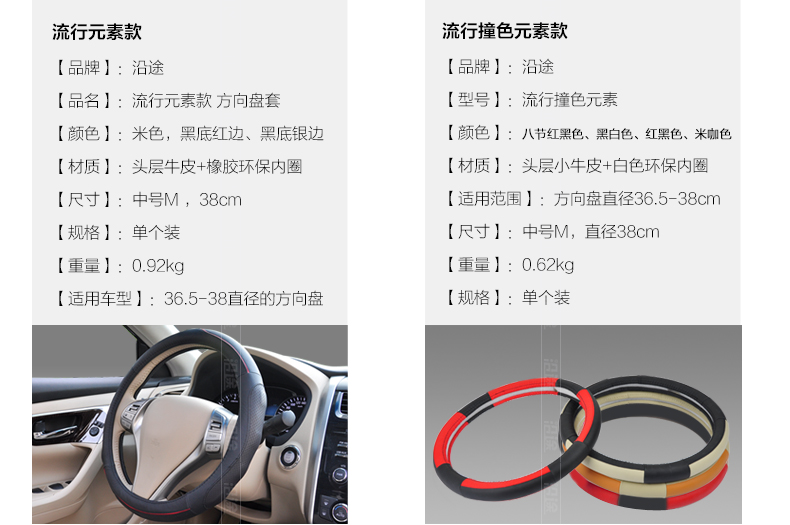 流行元素款
【品牌】：沿途
【品名】：流行元素款 方向盘套
【颜色】：米色，黑底红边、黑底银边
【材质】：头层牛皮+橡胶环保内圈
【尺寸】：中号M ，38cm
【规格】：单个装
【重量】：0.92kg
【适用车型】：36.5-38直径的方向盘
流行撞色元素款
【品牌】：沿途
【型号】：流行撞色元素
【颜色】：八节红黑色、黑白色、红黑色、米咖色
【材质】：头层小牛皮+白色环保内圈
【适用范围】：方向盘直径36.5-38cm
【尺寸】：中号M，直径38cm
【重量】：0.62kg
【规格】：单个装